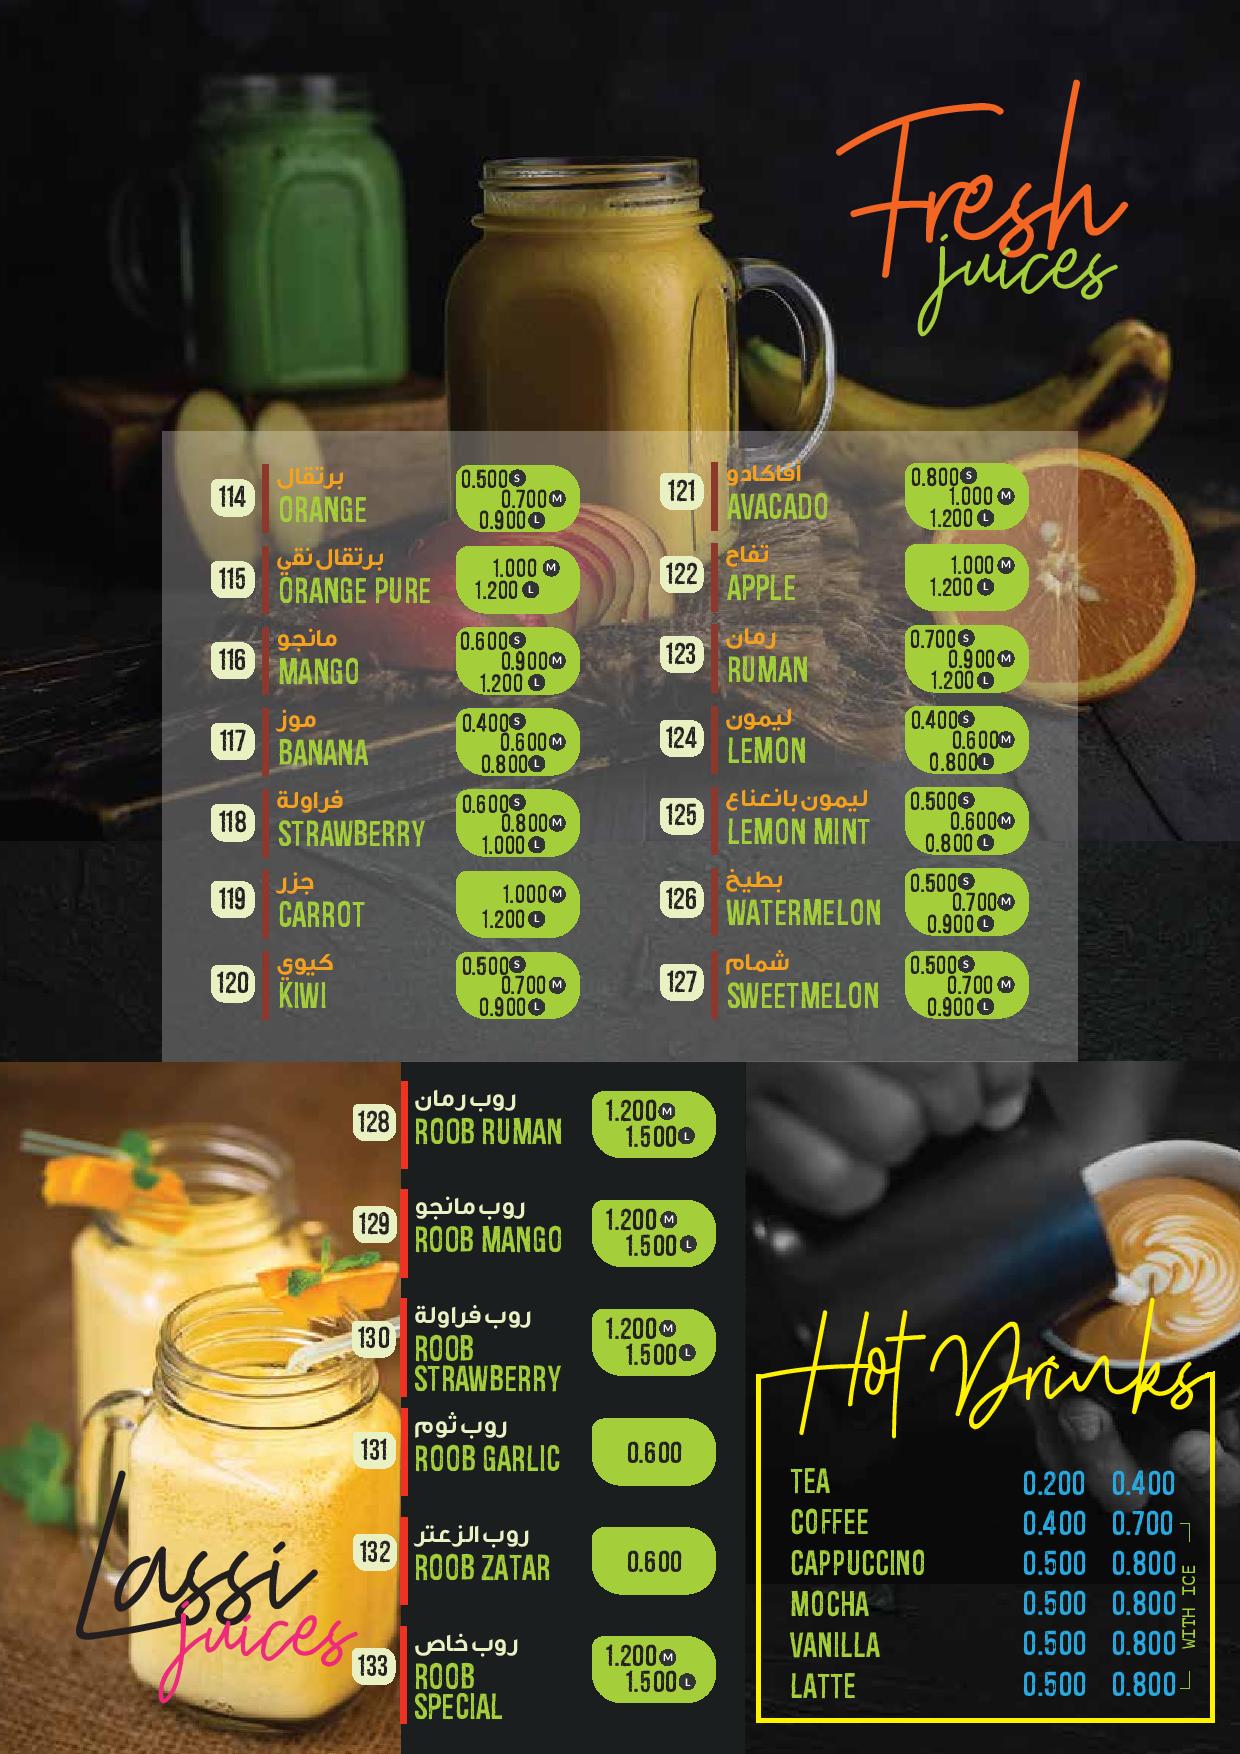 Fresh
juices
114
برتقال
ORANGE
0.500 S
0.700 M
0.900 L
115
برتقال نقي
ORANGE PURE
1.000 M
1.200 L
116
مانجو
MANGO
0.600 S
0.900 M
1.200 L
117
موز
BANANA
0.400 S
0.600 M
0.800 L
118
فراولة
STRAWBERRY
0.600 S
0.800 M
1.000 L
119
جزر
CARROT
1.000 M
1.200 L
120
كيوي
KIWI
0.500 S
0.700 M
0.900 L
121
افاكادو
AVACADO
0.800 S
1.000 M
1.200 L
122
تفاح
APPLE
1.000 M
1.200 L
123
رمان
RUMAN
0.700 S
0.900 M
1.200 L
124
ليمون
LEMON
0.400 S
0.600 M
0.800 L
125
ليمون بانعناع
LEMON MINT
0.500 S
0.600 M
0.800 L
126
بطيخ
WATERMELON
0.500 S
0.700 M
0.900 L
127
شمام
SWEETMELON
0.500 S
0.700 M
0.900 L
Lassi
juices
128
روب رمان
ROOB RUMAN
1.200 M
1.500 L
129
روب مانجو
ROOB MANGO
1.200 M
1.500 L
130
روب فراولة
ROOB
STRAWBERRY
1.200 M
1.500 L
131
روب ثوم
ROOB GARLIC
0.600
132
روب الزعتر
ROOB ZATAR
0.600
133
روب خاص
ROOB
SPECIAL
1.200 M
1.500 L
Hot Drinks
TEA 0.200 0.400
COFFEE 0.400 0.700
CAPPUCCINO 0.500 0.800
MOCHA 0.500 0.800
VANILLA 0.500 0.800
LATTE 0.500 0.800
WITH ICE